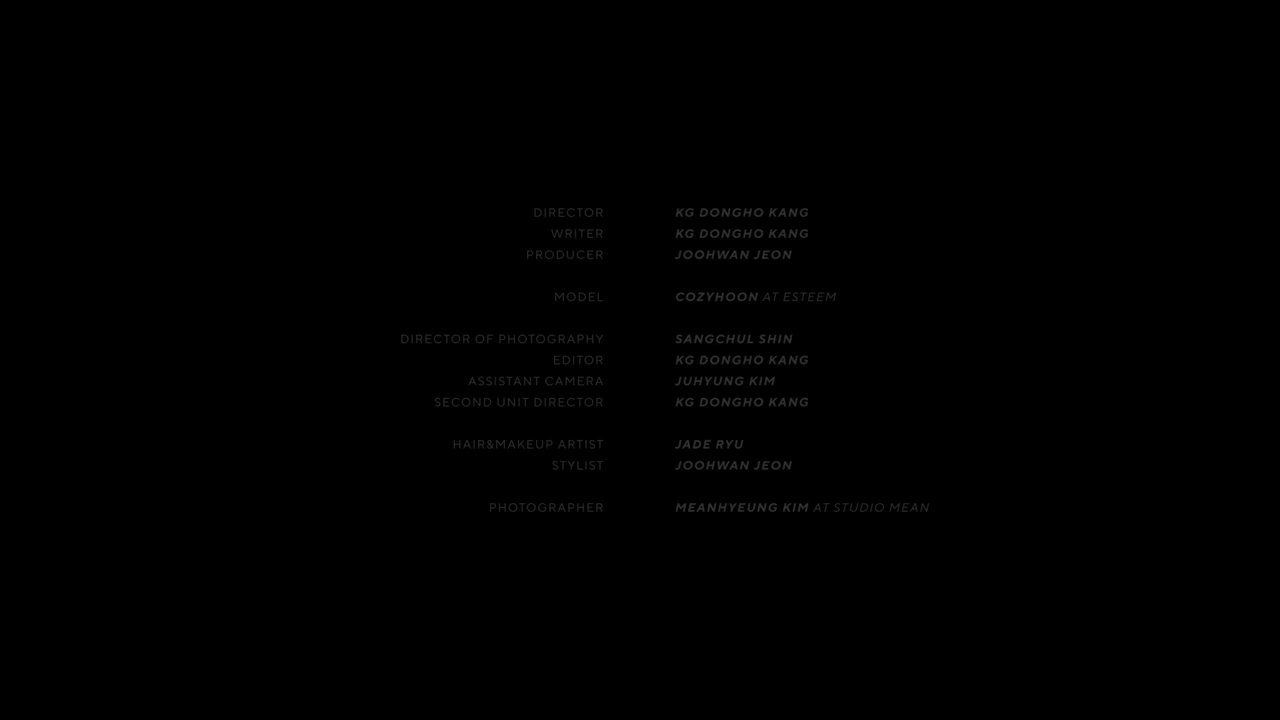 DIRECTOR KG DONGHO KANG
WRITER KG DONGHO KANG
PRODUCER JOOHWAN JEON
MODEL COZYHOON AT ESTEEM
DIRECTOR OF PHOTOGRAPHY SANGCHUL SHIN
EDITOR KG DONGHO KANG
ASSISTANT CAMERA JUHYUNG KIM
SECOND UNIT DIRECTOR KG DONGHO KANG
HAIR&MAKEUP ARTIST JADE RYU
STYLIST JOOHWAN JEON
PHOTOGRAPHER MEANHYEUNG KIM AT STUDIO MEAN